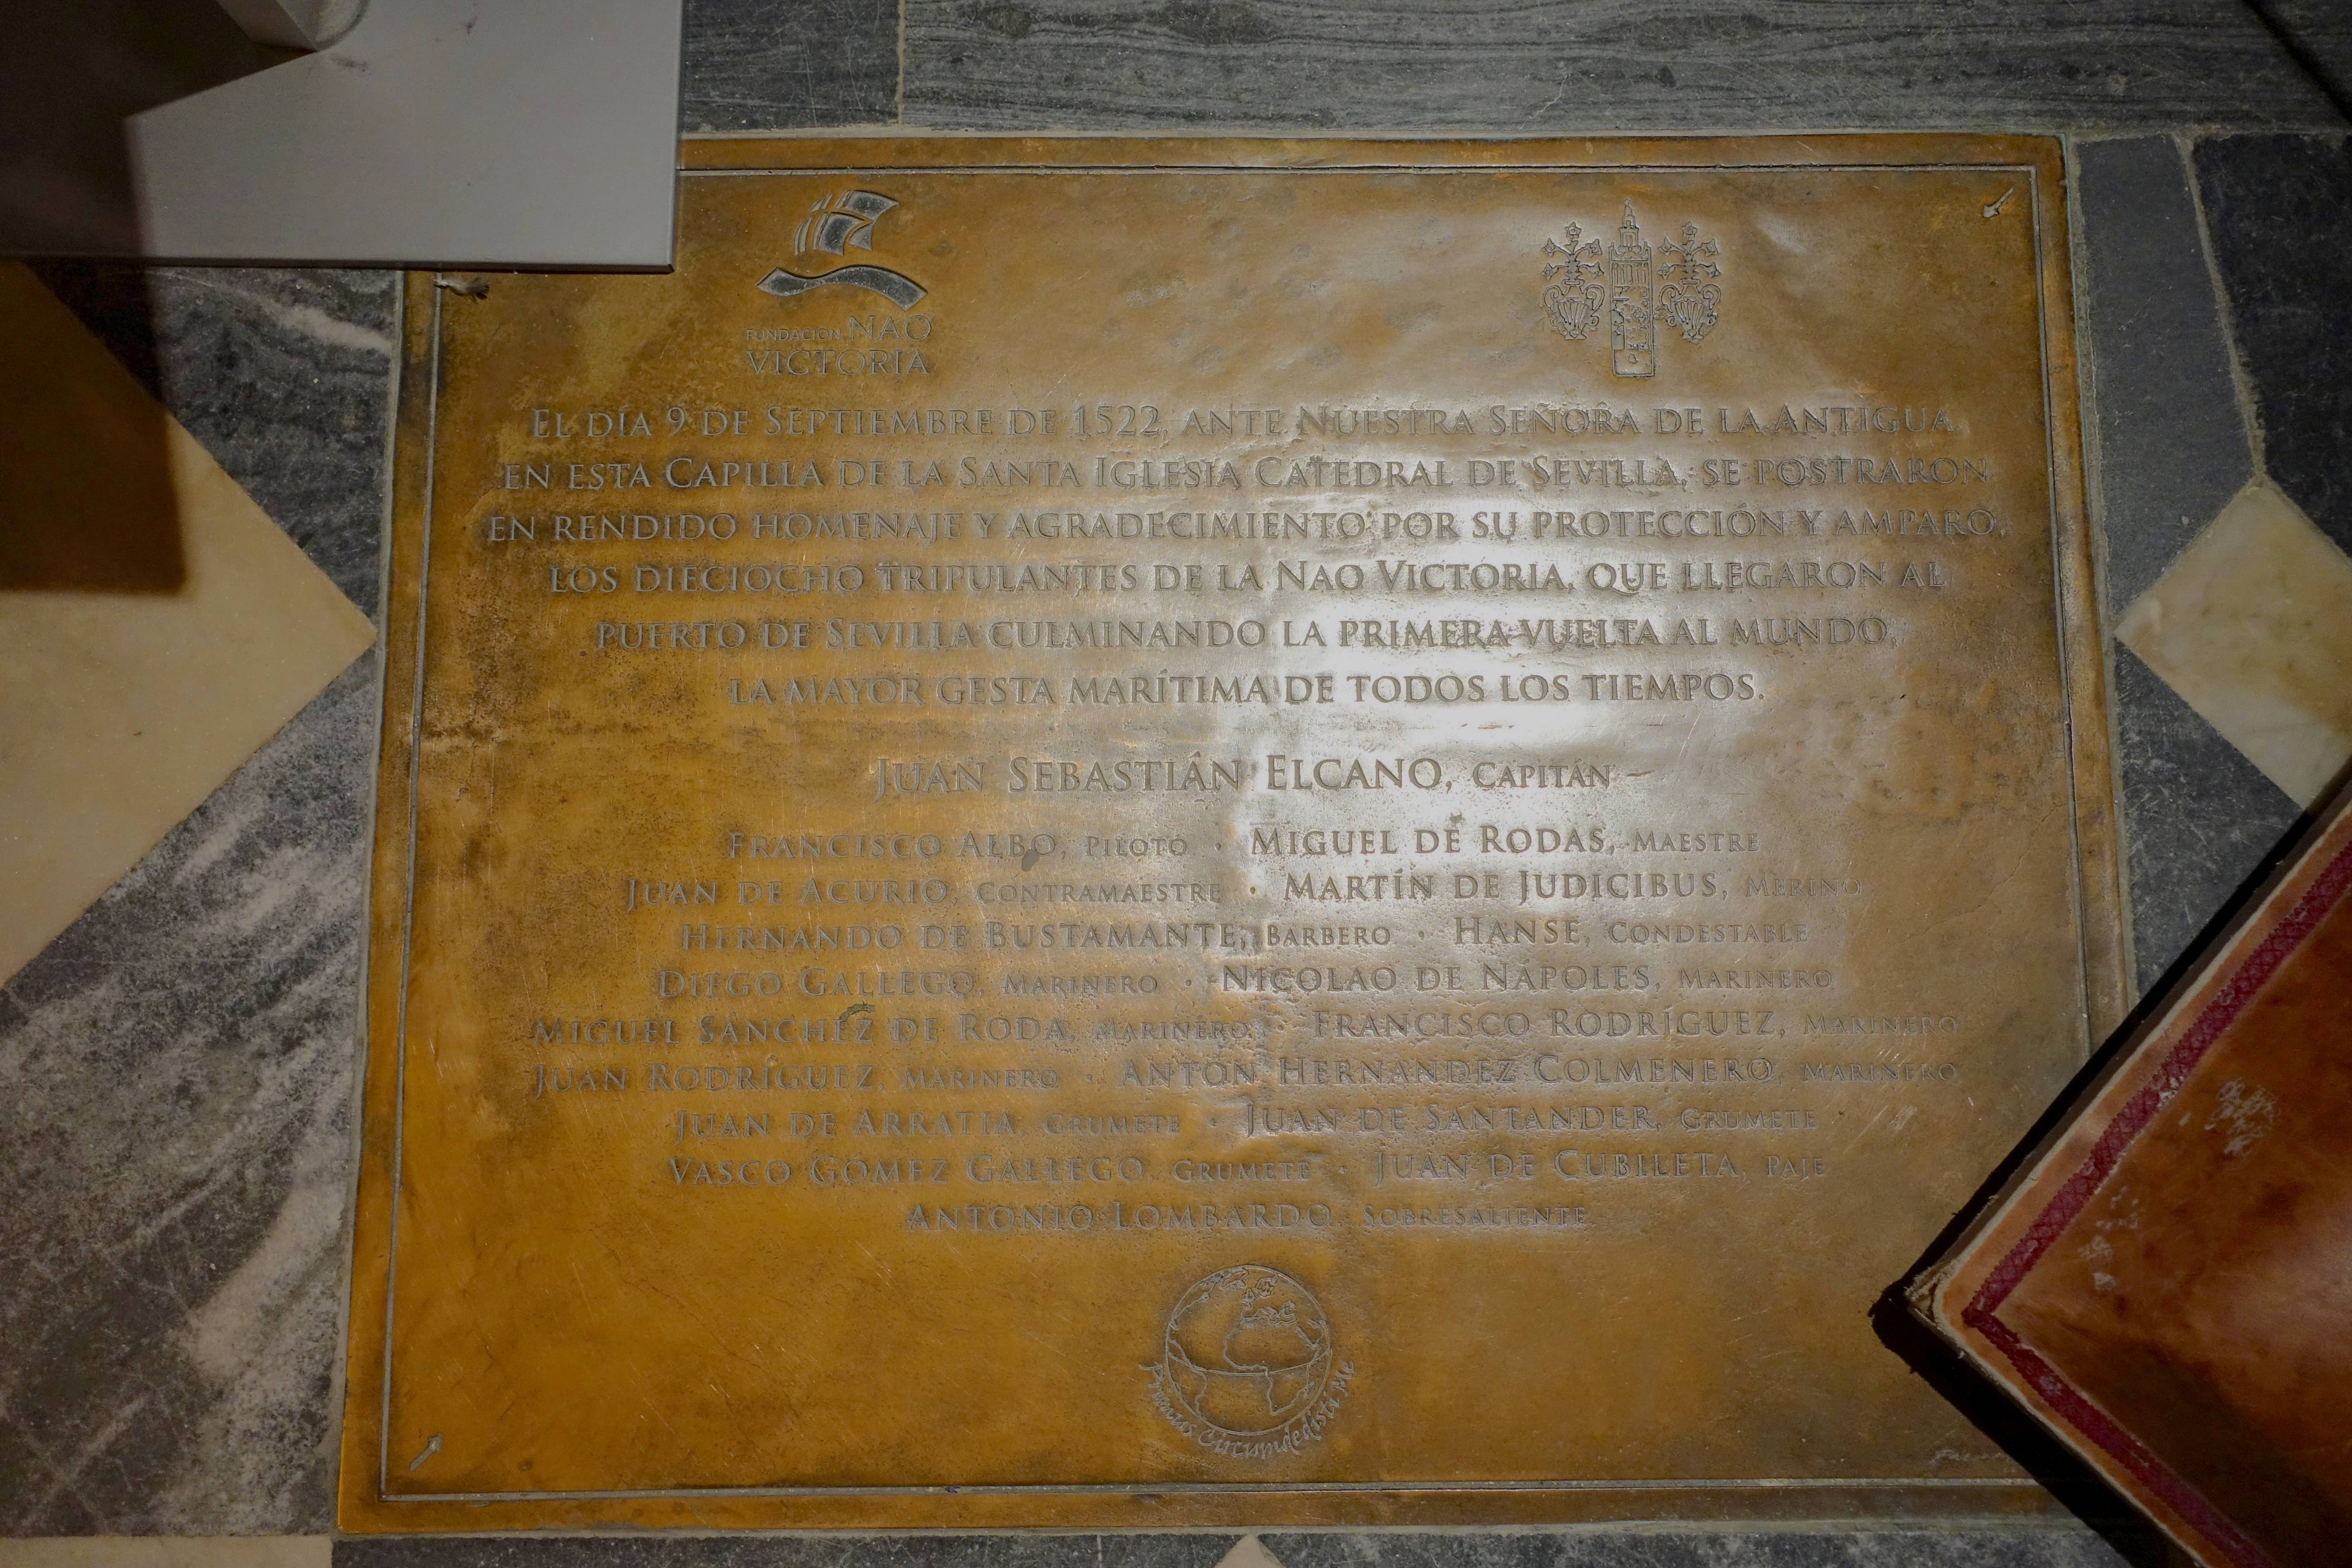 FUNDACIÓN NAO
VICTORIA
EL DÍA 9 DE SEPTIEMBRE DE 1522, ANTE NUESTRA SEÑORA DE LA ANTIGUA
EN ESTA CAPILLA DE LA SANTA IGLESIA CATEDRAL DE SEVILLA, SE POSTRARON
EN RENDIDO HOMENAJE Y AGRADECIMIENTO POR SU PROTECCIÓN Y AMPARO,
LOS DIECIOCHO TRIPULANTES DE LA NAO VICTORIA, QUE LLEGARON AL
PUERTO DE SEVILLA CULMINANDO LA PRIMERA VUELTA AL MUNDO,
LA MAYOR GESTA MARÍTIMA DE TODOS LOS TIEMPOS.
JUAN SEBASTIÁN ELCANO, CAPITÁN
FRANCISCO ALBO, PILOTO · MIGUEL DE RODAS, MAESTRE
JUAN DE ACURIO, CONTRAMAESTRE · MARTÍN DE JUDICIBUS, MERINO
HERNANDO DE BUSTAMANTE, BARBERO · HANSE, CONDESTABLE
DIEGO GALLEGO, MARINERO · NICOLAO DE NÁPOLES, MARINERO
MIGUEL SÁNCHEZ DE RODA, MARINERO · FRANCISCO RODRÍGUEZ, MARINERO
JUAN RODRÍGUEZ, MARINERO · ANTÓN HERNÁNDEZ COLMENERO, MARINERO
JUAN DE ARRATIA, GRUMETE · JUAN DE SANTANDER, GRUMETE
VASCO GÓMEZ GALLEGO, GRUMETE · JUAN DE CUBILETA, PAJE
ANTONIO LOMBARDO, SOBRESALIENTE
Primus Circumdedisti Me